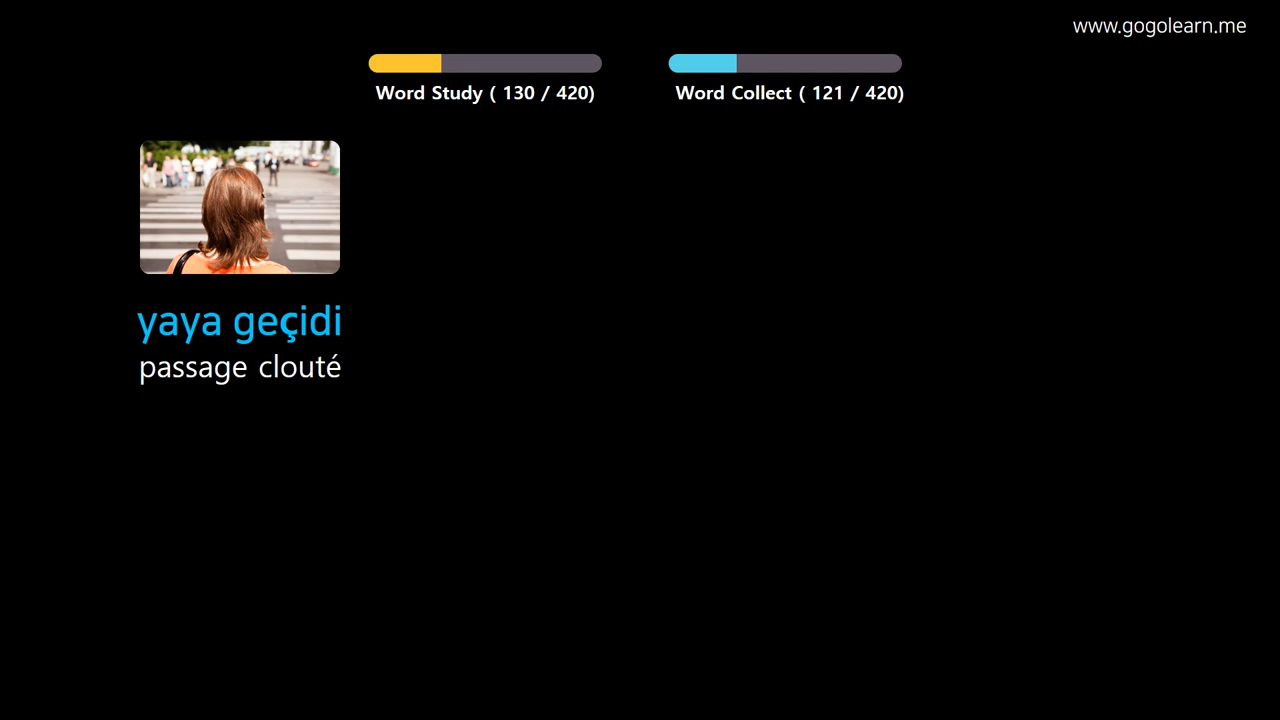 www.gogolearn.me
Word Study ( 130 / 420)
Word Collect ( 121 / 420)
yaya geçidi
passage clouté